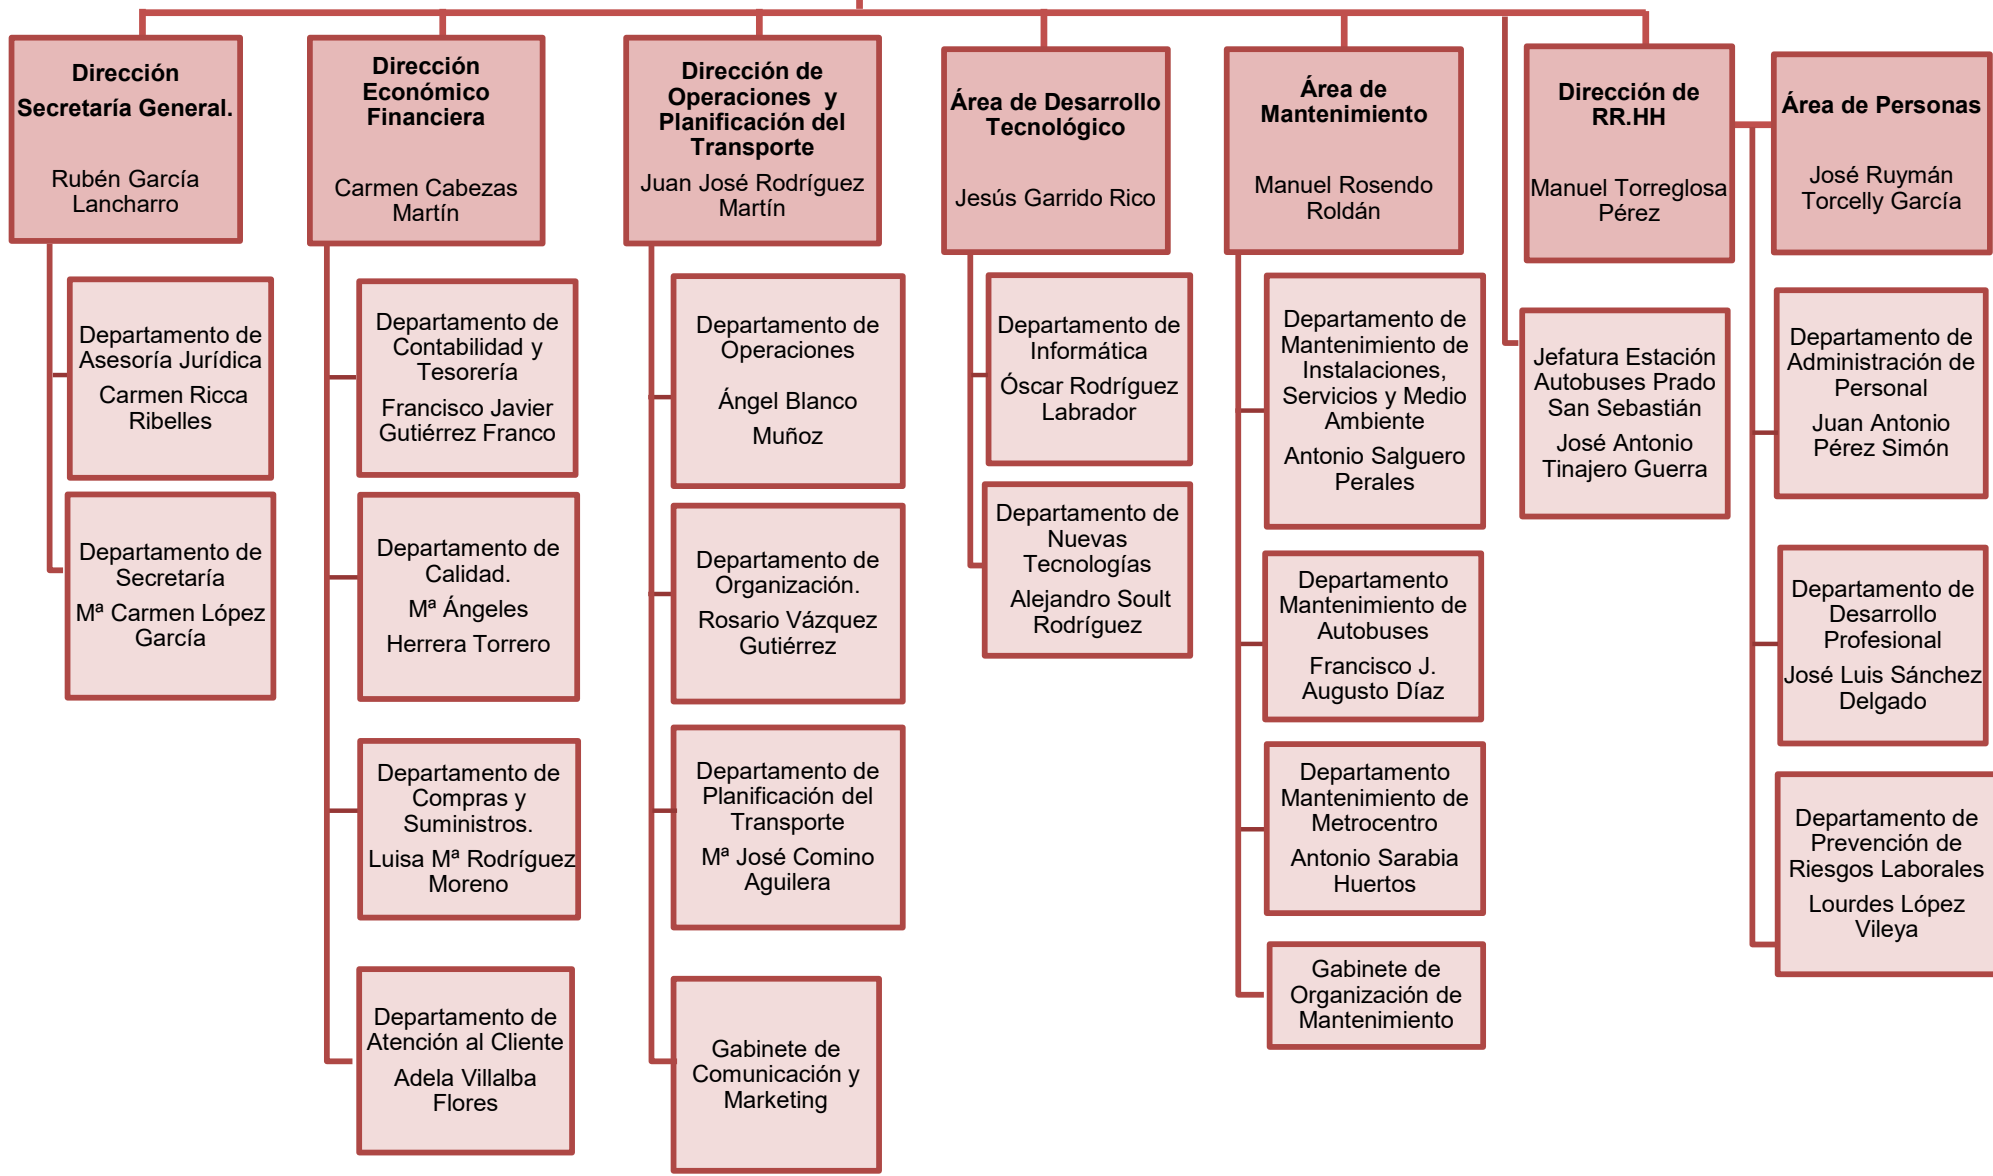 Dirección
Secretaría General.
Rubén García
Lancharro
Departamento de
Asesoría Jurídica
Carmen Ricca
Ribelles
Departamento de
Secretaría
Mª Carmen López
García
Dirección
Económico
Financiera
Carmen Cabezas
Martín
Departamento de
Contabilidad y
Tesorería
Francisco Javier
Gutiérrez Franco
Departamento de
Calidad.
Mª Ángeles
Herrera Torrero
Departamento de
Compras y
Suministros.
Luisa Mª Rodríguez
Moreno
Departamento de
Atención al Cliente
Adela Villalba
Flores
Dirección de
Operaciones y
Planificación del
Transporte
Juan José Rodríguez
Martín
Departamento de
Operaciones
Ángel Blanco
Muñoz
Departamento de
Organización.
Rosario Vázquez
Gutiérrez
Departamento de
Planificación del
Transporte
Mª José Comino
Aguilera
Gabinete de
Comunicación y
Marketing
Área de Desarrollo
Tecnológico
Jesús Garrido Rico
Departamento de
Informática
Óscar Rodríguez
Labrador
Departamento de
Nuevas
Tecnologías
Alejandro Soult
Rodríguez
Área de
Mantenimiento
Manuel Rosendo
Roldán
Departamento de
Mantenimiento de
Instalaciones,
Servicios y Medio
Ambiente
Antonio Salguero
Perales
Departamento
Mantenimiento de
Autobuses
Francisco J.
Augusto Díaz
Departamento
Mantenimiento de
Metrocentro
Antonio Sarabia
Huertos
Gabinete de
Organización de
Mantenimiento
Dirección de
RR.HH
Manuel Torreglosa
Pérez
Jefatura Estación
Autobuses Prado
San Sebastián
José Antonio
Tinajero Guerra
Área de Personas
José Ruymán
Torcelly García
Departamento de
Administración de
Personal
Juan Antonio
Pérez Simón
Departamento de
Desarrollo
Profesional
José Luis Sánchez
Delgado
Departamento de
Prevención de
Riesgos Laborales
Lourdes López
Vileya